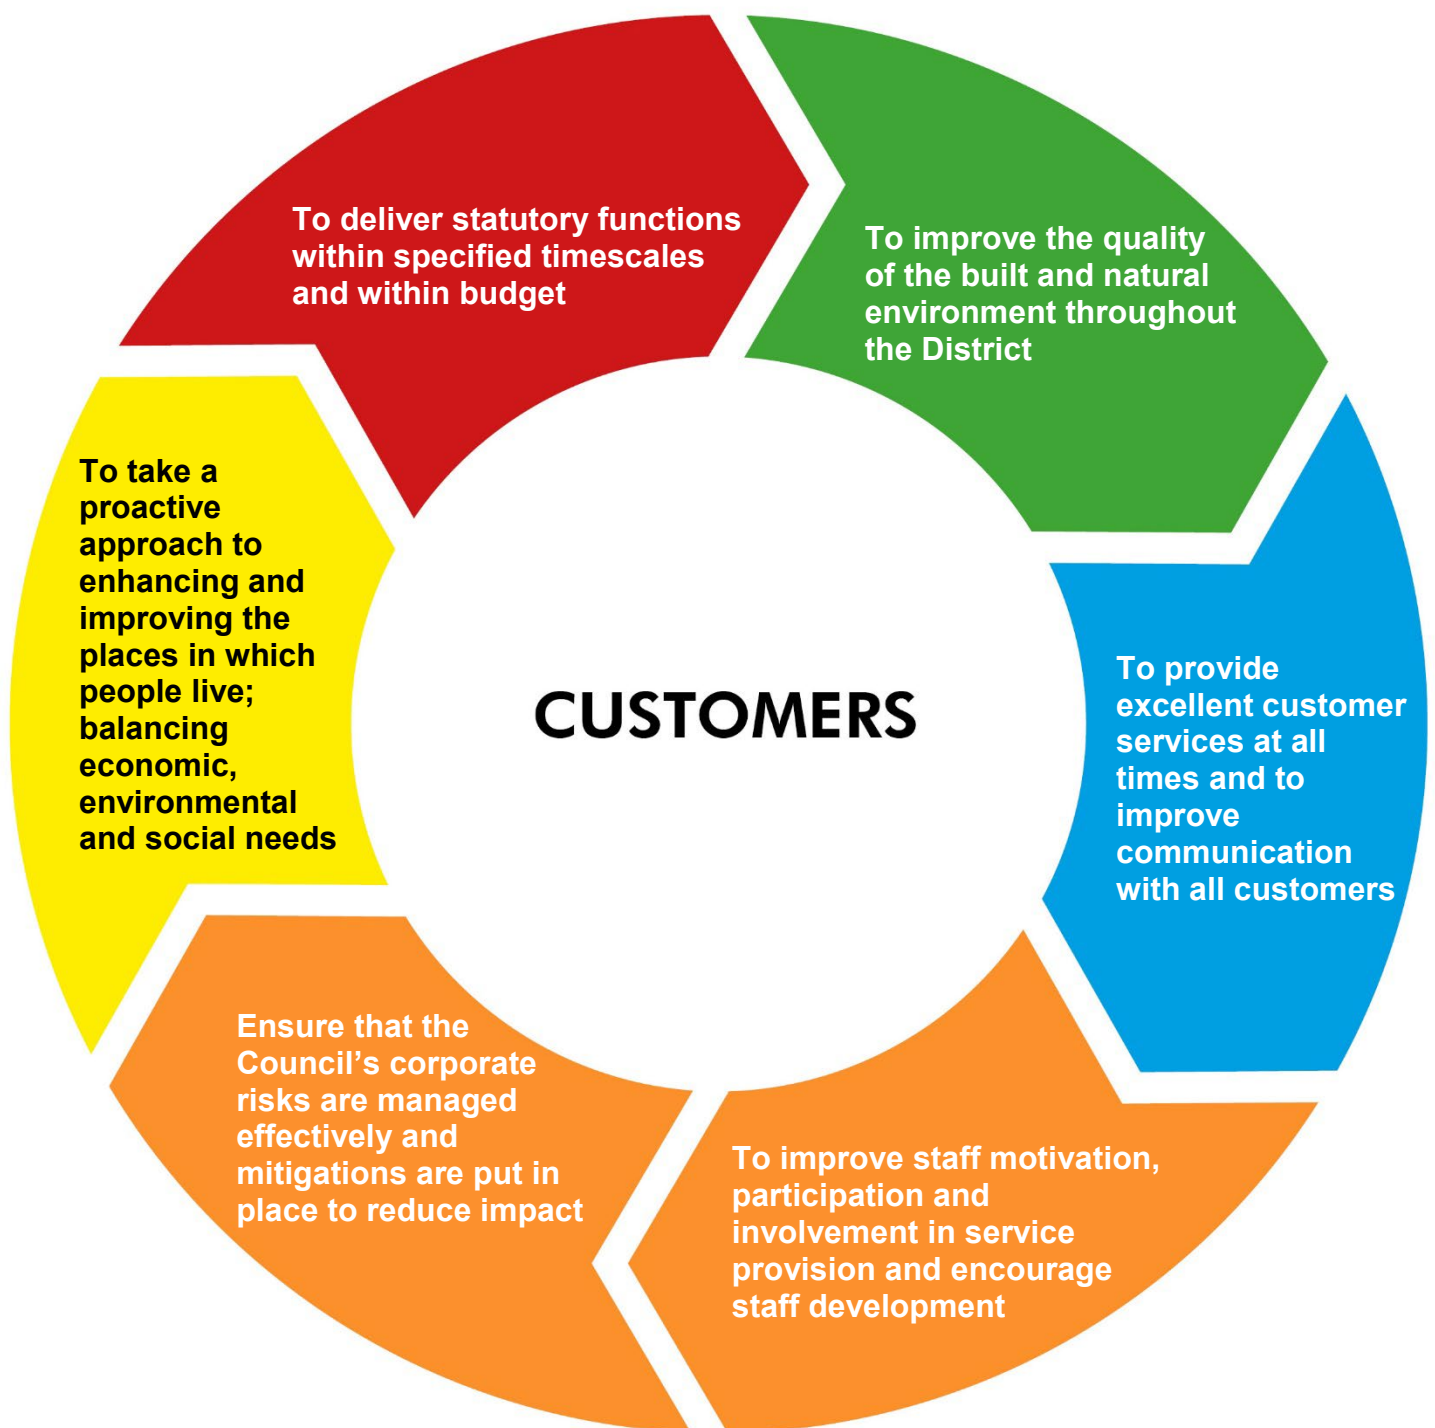 To deliver statutory functions
within specified timescales
and within budget
To improve the quality
of the built and natural
environment throughout
the District
To provide
excellent customer
services at all
times and to
improve
communication
with all customers
To improve staff motivation,
participation and
involvement in service
provision and encourage
staff development
Ensure that the
Council’s corporate
risks are managed
effectively and
mitigations are put in
place to reduce impact
To take a
proactive
approach to
enhancing and
improving the
places in which
people live;
balancing
economic,
environmental
and social needs
CUSTOMERS